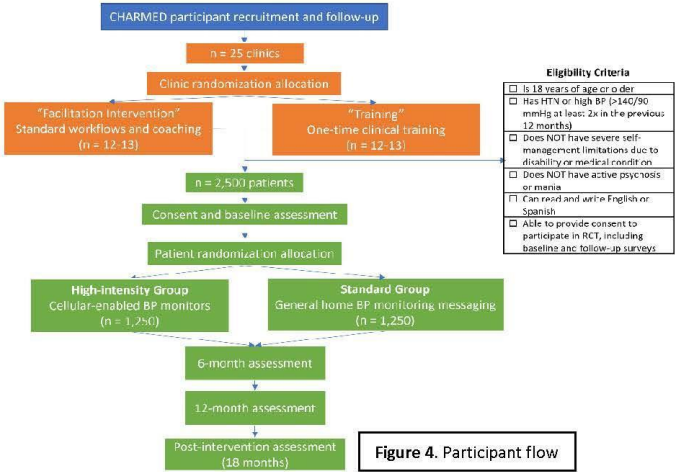 CHARMED participant recruitment and follow-up
n = 25 clinics
Clinic randomization allocation
"Facilitation Intervention"
Standard workflows and coaching
(n = 12-13)
"Training"
One-time clinical training
(n = 12-13)
Eligibility Criteria
☐ Is 18 years of age or older
☐ Has HTN or high BP (>140/90
mmHg at least 2x in the previous
12 months)
☐ Does NOT have severe self-
management limitations due to
disability or medical condition
☐ Does NOT have active psychosis
or mania
☐ Can read and write English or
Spanish
☐ Able to provide consent to
participate in RCT, including
baseline and follow-up surveys
n = 2,500 patients
Consent and baseline assessment
Patient randomization allocation
High-intensity Group
Cellular-enabled BP monitors
(n = 1,250)
Standard Group
General home BP monitoring messaging
(n = 1,250)
6-month assessment
12-month assessment
Post-intervention assessment
(18 months)
Figure 4. Participant flow